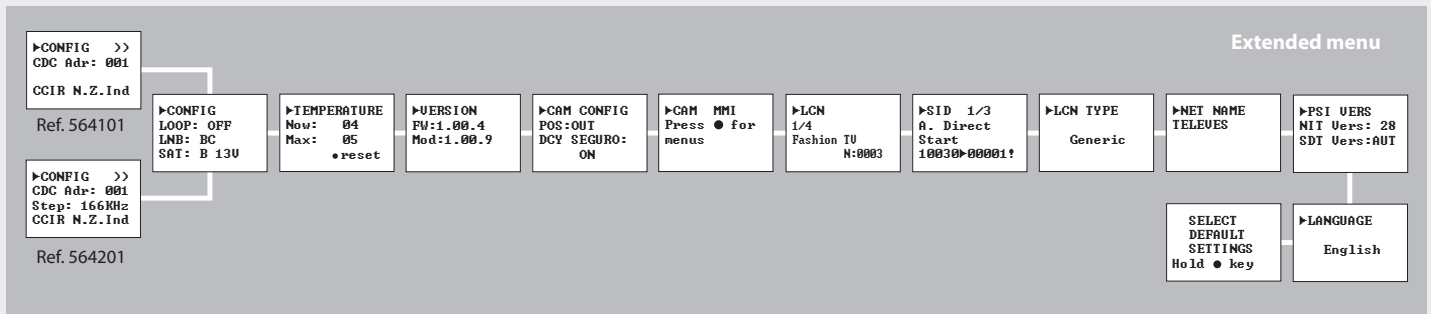 Extended menu
▶CONFIG >>
CDC Adr: 001
CCIR N.Z.Ind
Ref. 564101
▶CONFIG >>
CDC Adr: 001
Step: 166KHz
CCIR N.Z.Ind
Ref. 564201
▶CONFIG
LOOP: OFF
LNB: BC
SAT: B 13V
▶TEMPERATURE
Now: 04
Max: 05
●reset
▶VERSION
FW:1.00.4
Mod:1.00.9
▶CAM CONFIG
POS:OUT
DCY SEGURO:
ON
▶CAM MMI
Press ● for
menus
▶LCN
1/4
Fashion TV
N:0003
▶SID 1/3
A. Direct
Start
10030▶00001!
▶LCN TYPE
Generic
▶NET NAME
TELEVES
▶PSI VERS
NIT Vers: 28
SDT Vers:AUT
▶LANGUAGE
English
SELECT
DEFAULT
SETTINGS
Hold ● key